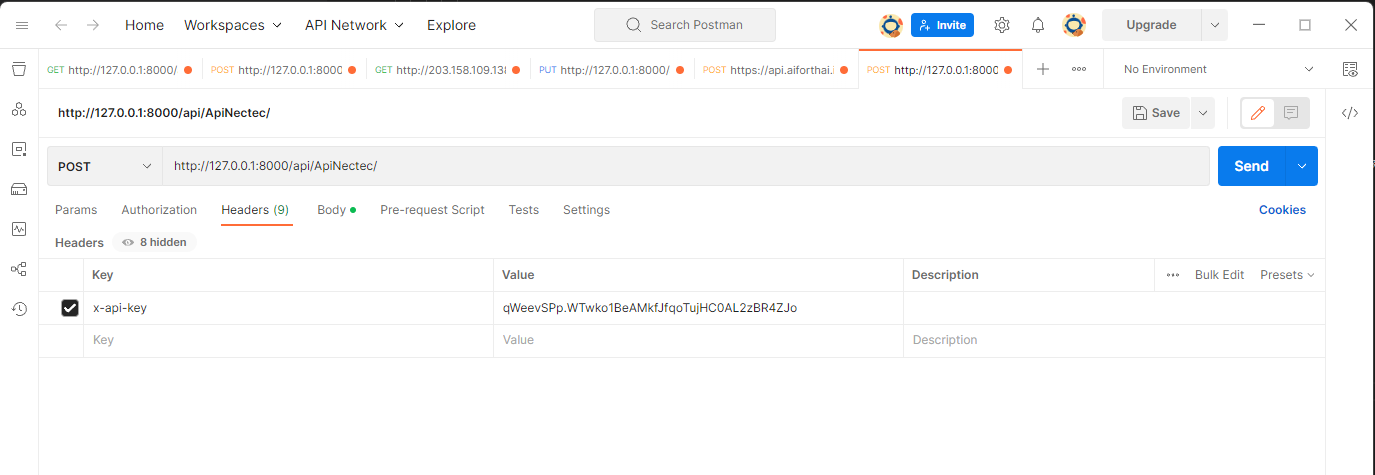 Home Workspaces API Network Explore Search Postman Invite Upgrade
GET http://127.0.0.1:8000/ POST http://127.0.0.1:8000 GET http://203.158.109.13 PUT http://127.0.0.1:8000/ POST https://api.aiforthai. POST http://127.0.0.1:8000 No Environment
http://127.0.0.1:8000/api/ApiNectec/ Save
POST http://127.0.0.1:8000/api/ApiNectec/ Send
Params Authorization Headers (9) Body Pre-request Script Tests Settings Cookies
Headers 8 hidden
Key Value Description Bulk Edit Presets
x-api-key qWeevSPp.WTwko1BeAMkfJfqoTujHC0AL2zBR4ZJo
Key Value Description